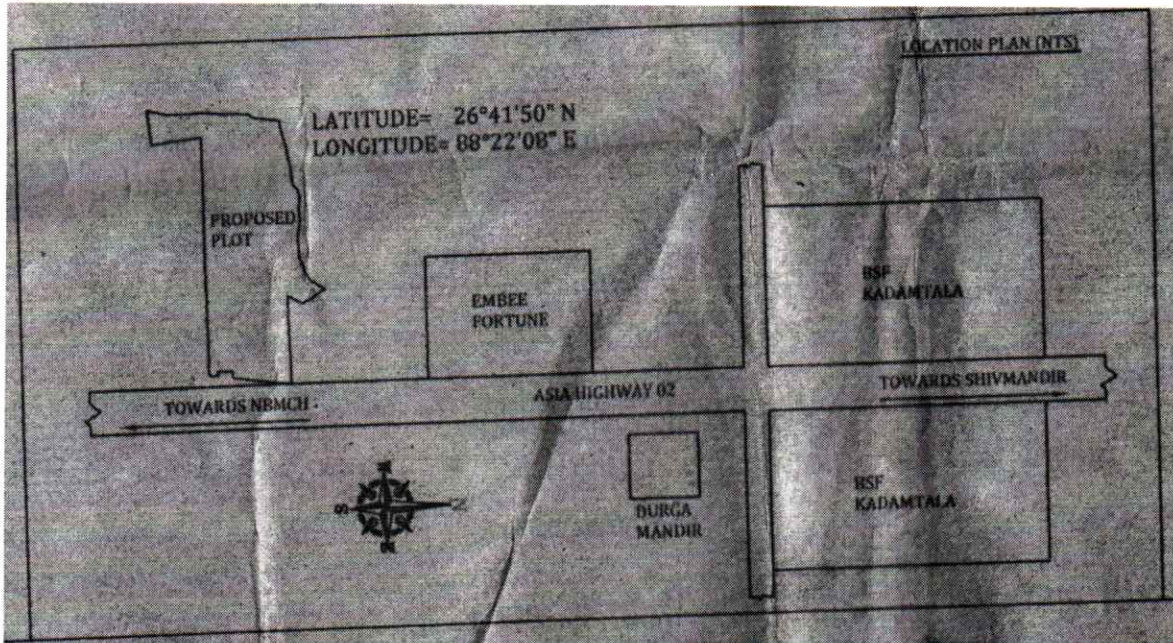 LOCATION PLAN (NTS)
LATITUDE= 26°41'50" N
LONGITUDE= 88°22'08" E
PROPOSED
PLOT
EMBEE
FORTUNE
BSF
KADAMTALA
TOWARDS NBMCH
ASIA HIGHWAY 02
TOWARDS SHIVMANDIR
S
N
DURGA
MANDIR
BSF
KADAMTALA